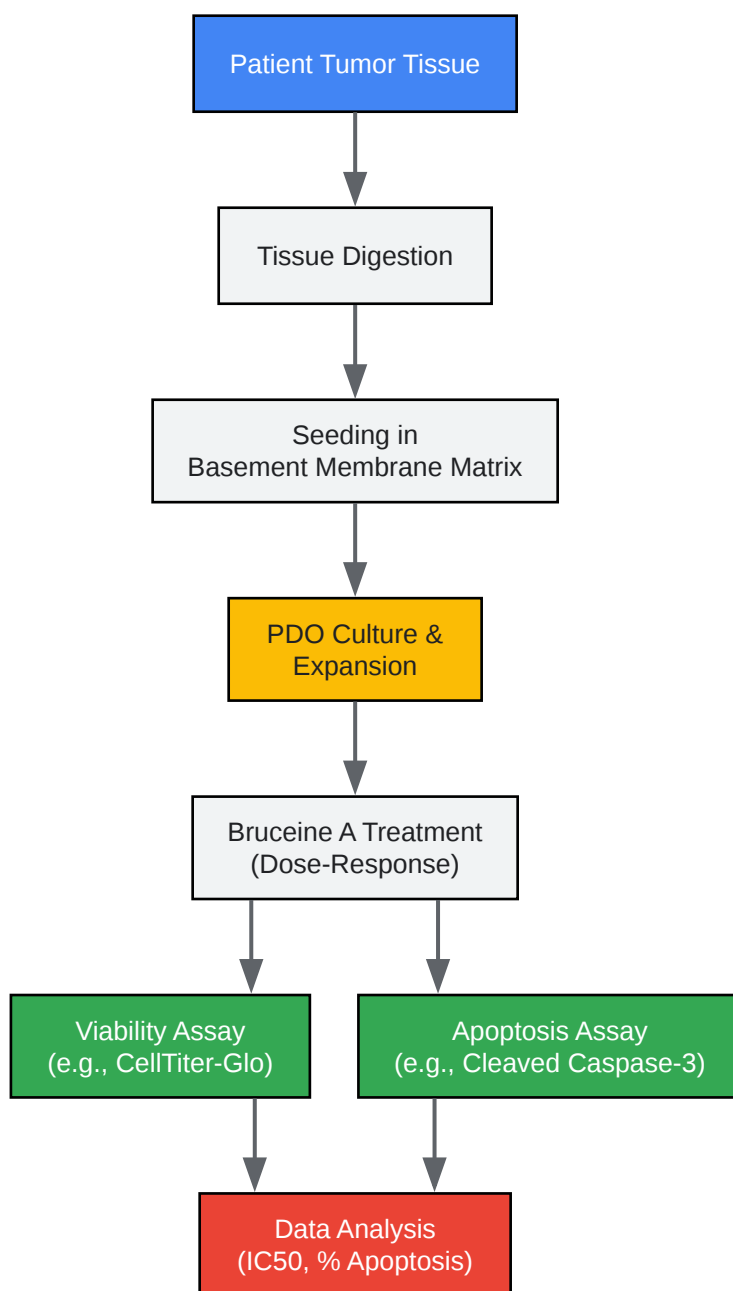 Patient Tumor Tissue
Tissue Digestion
Seeding in
Basement Membrane Matrix
PDO Culture &
Expansion
Bruceine A Treatment
(Dose-Response)
Viability Assay
(e.g., CellTiter-Glo)
Apoptosis Assay
(e.g., Cleaved Caspase-3)
Data Analysis
(IC50, % Apoptosis)